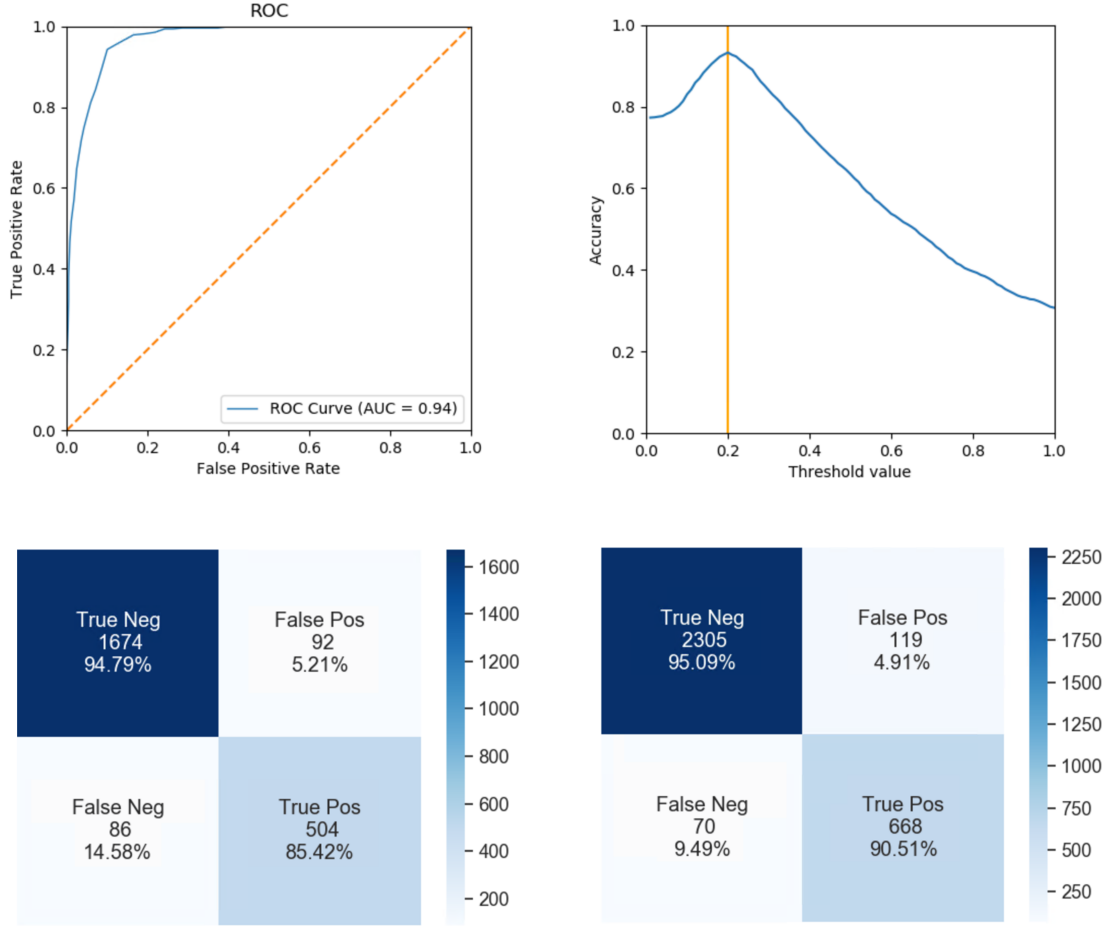 ROC
1.0
0.8
0.6
0.4
0.2
0.0
True Positive Rate
ROC Curve (AUC = 0.94)
0.0 0.2 0.4 0.6 0.8 1.0
False Positive Rate
1.0
0.8
0.6
0.4
0.2
0.0
Accuracy
0.0 0.2 0.4 0.6 0.8 1.0
Threshold value
True Neg
1674
94.79%
False Pos
92
5.21%
False Neg
86
14.58%
True Pos
504
85.42%
1600
1400
1200
1000
800
600
400
200
True Neg
2305
95.09%
False Pos
119
4.91%
False Neg
70
9.49%
True Pos
668
90.51%
2250
2000
1750
1500
1250
1000
750
500
250